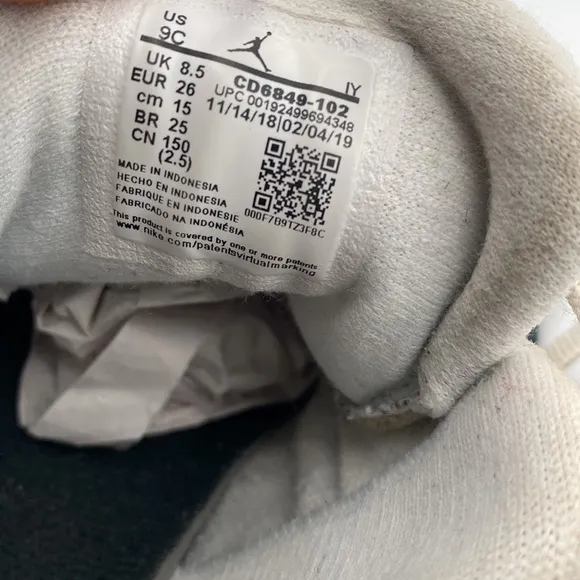 US
9C
UK 8.5
EUR 26
cm 15
BR 25
CN 150
(2.5)
IY
CD6849-102
UPC 00192499694348
11/14/18|02/04/19
000F7B9TZ3F8C
MADE IN INDONESIA
HECHO EN INDONESIA
FABRIQUE EN INDONESIE
FABRICADO NA INDONÉSIA
This product is covered by one or more patents
www.nike.com/patentsvirtualmarking